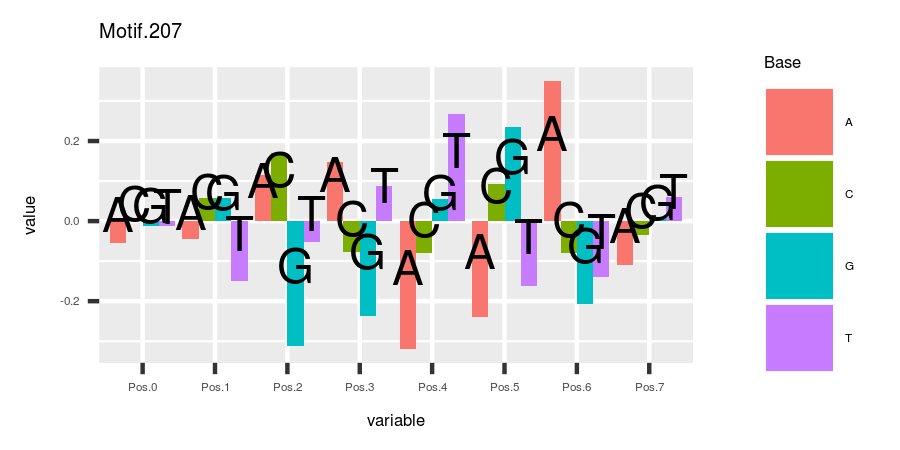 Motif.207
value
0.2
0.0
-0.2
A C G T A C G T A C G T A C G T A C G T A C G T A C G T A C G T
Pos.0 Pos.1 Pos.2 Pos.3 Pos.4 Pos.5 Pos.6 Pos.7
variable
Base
A
C
G
T